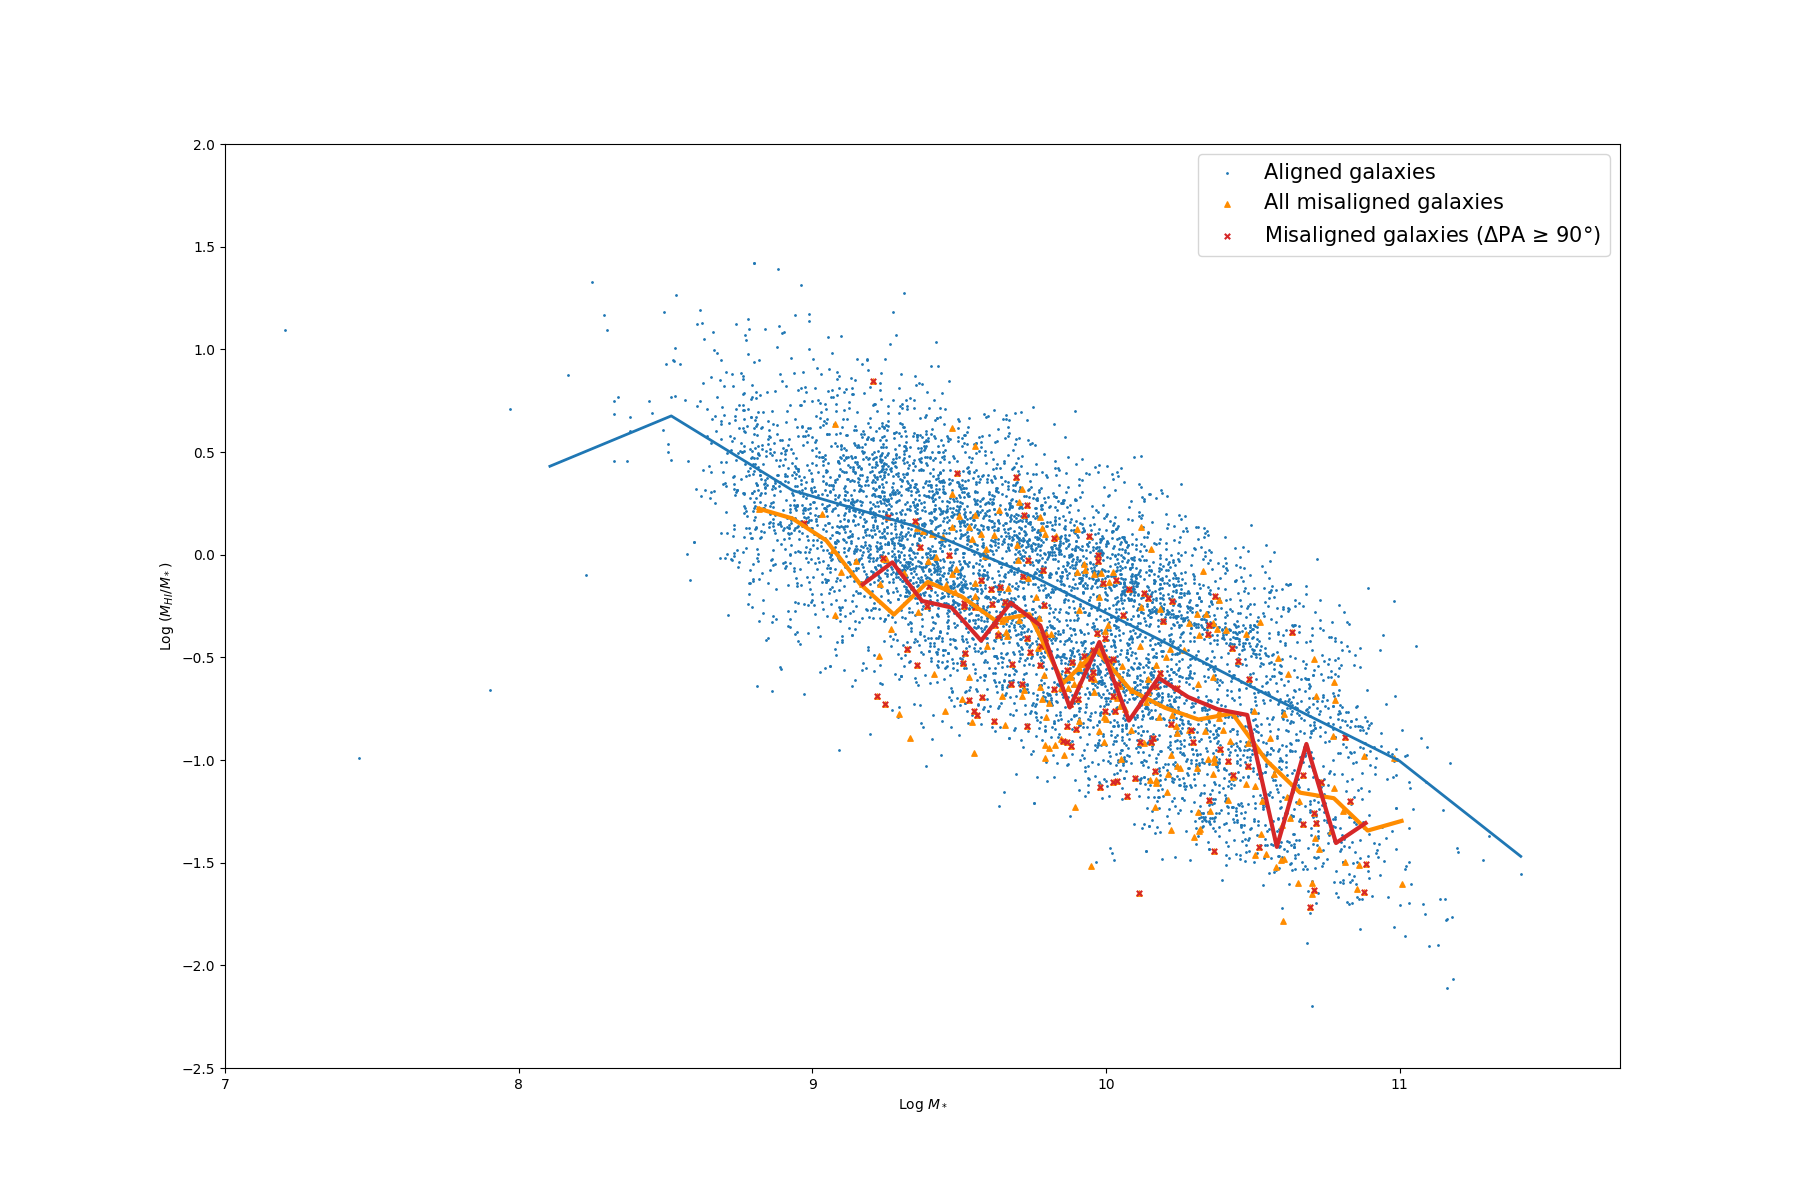 Aligned galaxies
All misaligned galaxies
Misaligned galaxies (ΔPA ≥ 90°)
2.0
1.5
1.0
0.5
0.0
−0.5
−1.0
−1.5
−2.0
−2.5
Log (M_{HI}/M_*)
7 8 9 10 11
Log M_*